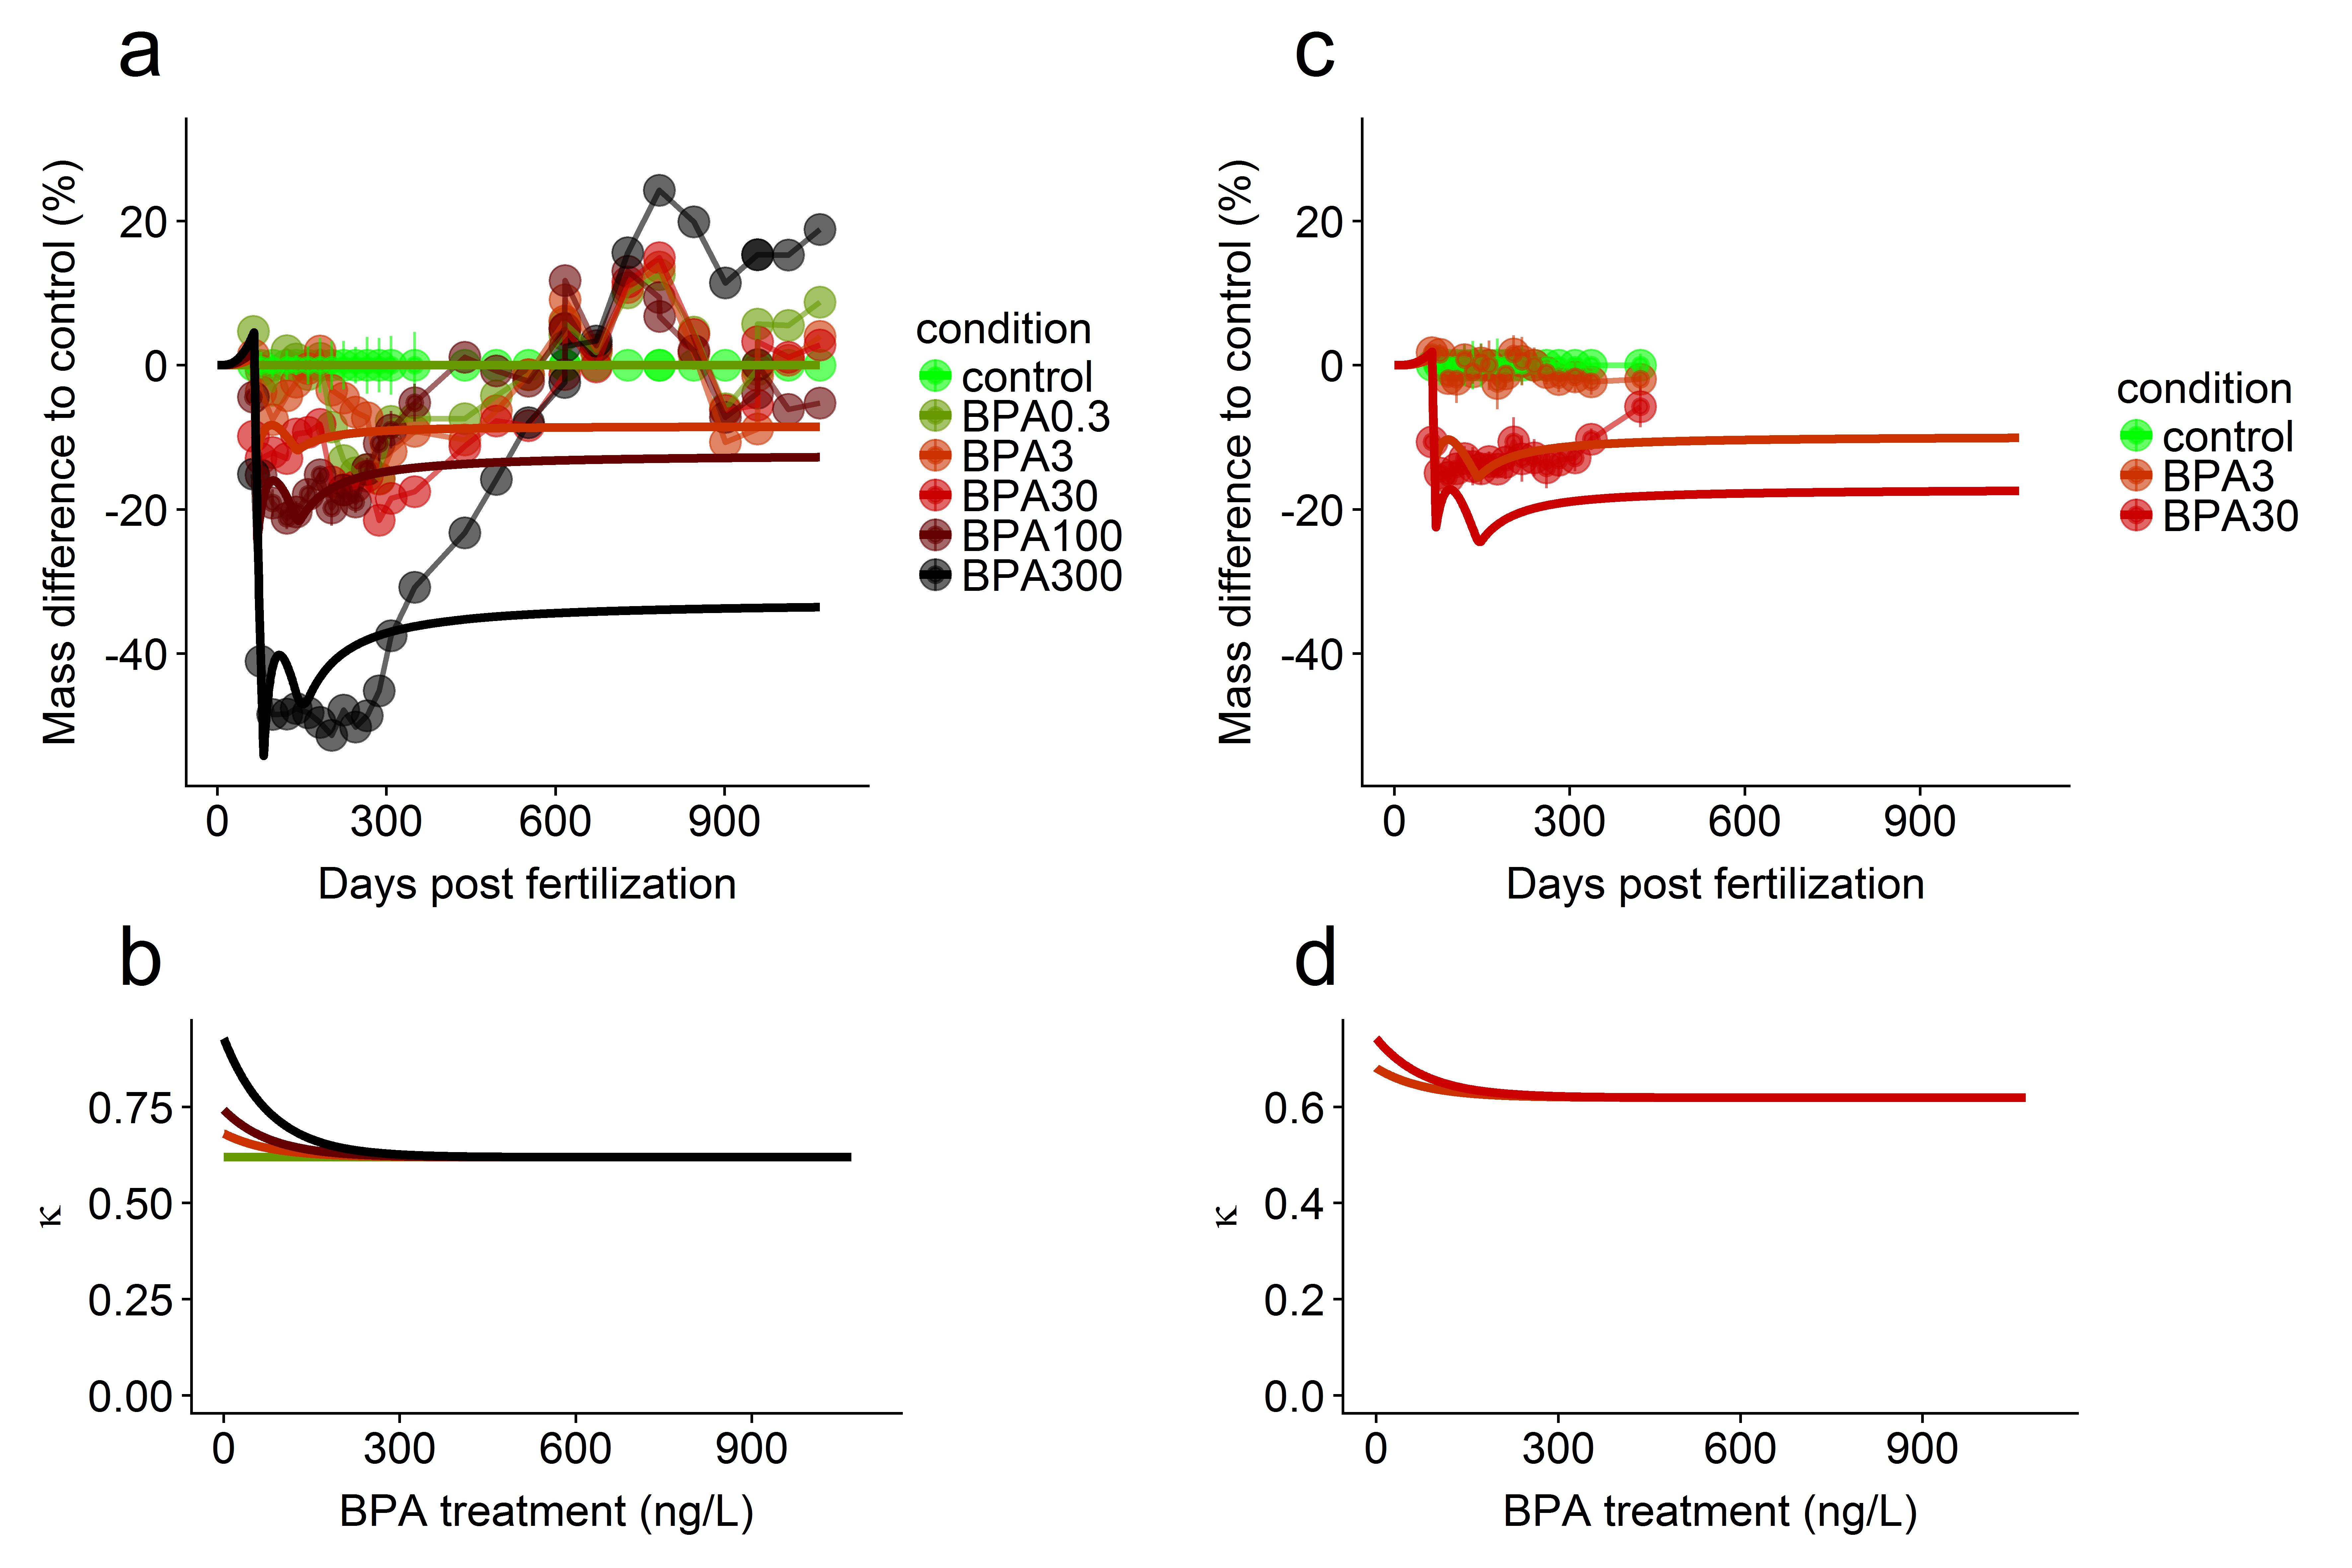 a
Mass difference to control (%)
20
0
-20
-40
0 300 600 900
Days post fertilization
condition
control
BPA0.3
BPA3
BPA30
BPA100
BPA300
c
Mass difference to control (%)
20
0
-20
-40
0 300 600 900
Days post fertilization
condition
control
BPA3
BPA30
b
κ
0.75
0.50
0.25
0.00
0 300 600 900
BPA treatment (ng/L)
d
κ
0.6
0.4
0.2
0.0
0 300 600 900
BPA treatment (ng/L)